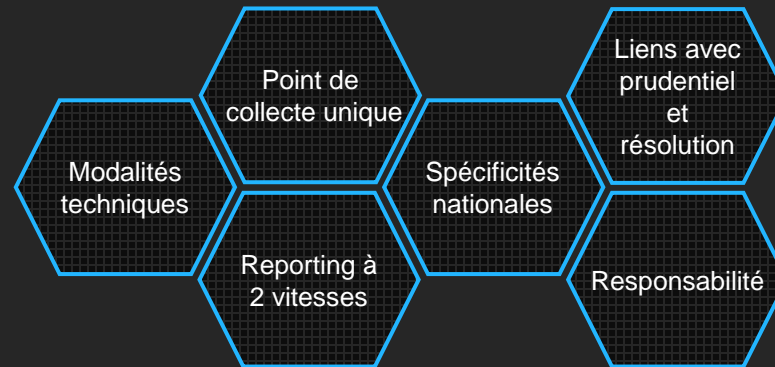 Modalités
techniques
Point de
collecte unique
Reporting à
2 vitesses
Spécificités
nationales
Liens avec
prudentiel
et
résolution
Responsabilité